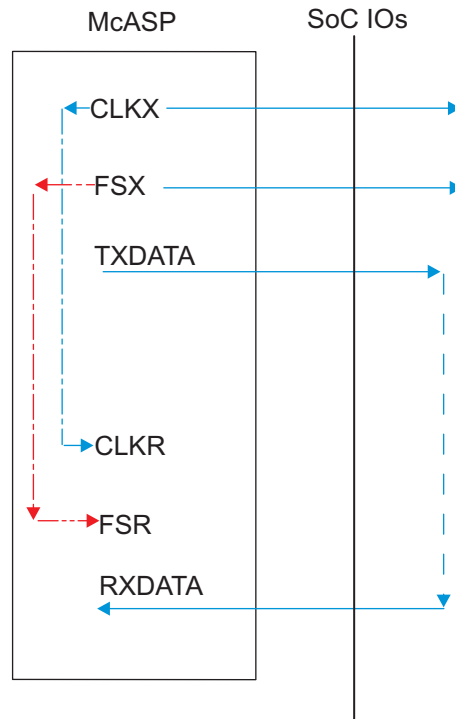 McASP
SoC IOs
CLKX
FSX
TXDATA
CLKR
FSR
RXDATA